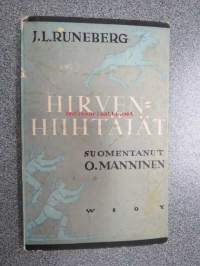 J.L.RUNEBERG
HIRVEN=
HIIHTÄJÄT
SUOMENTANUT
O.MANNINEN
WSOY